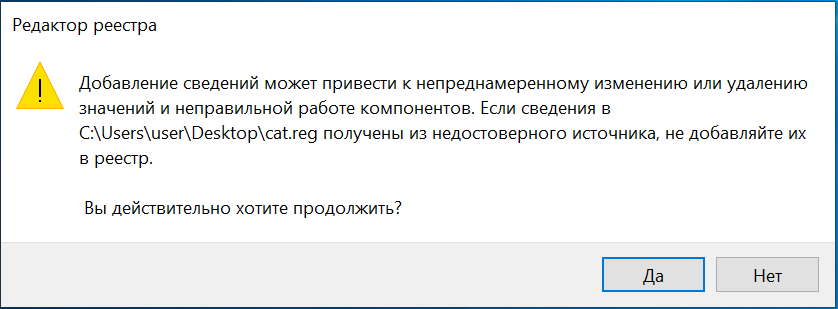 Редактор реестра
Добавление сведений может привести к непреднамеренному изменению или удалению
значений и неправильной работе компонентов. Если сведения в
C:\Users\user\Desktop\cat.reg получены из недостоверного источника, не добавляйте их
в реестр.
Вы действительно хотите продолжить?
Да
Нет